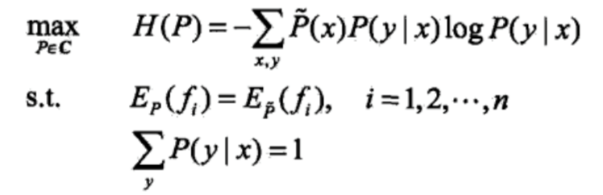 max P∈C H(P) = −∑x,y P̃(x)P(y|x) log P(y|x)
s.t. E_P(f_i) = E_P̃(f_i), i = 1,2,⋯,n
∑y P(y|x) = 1